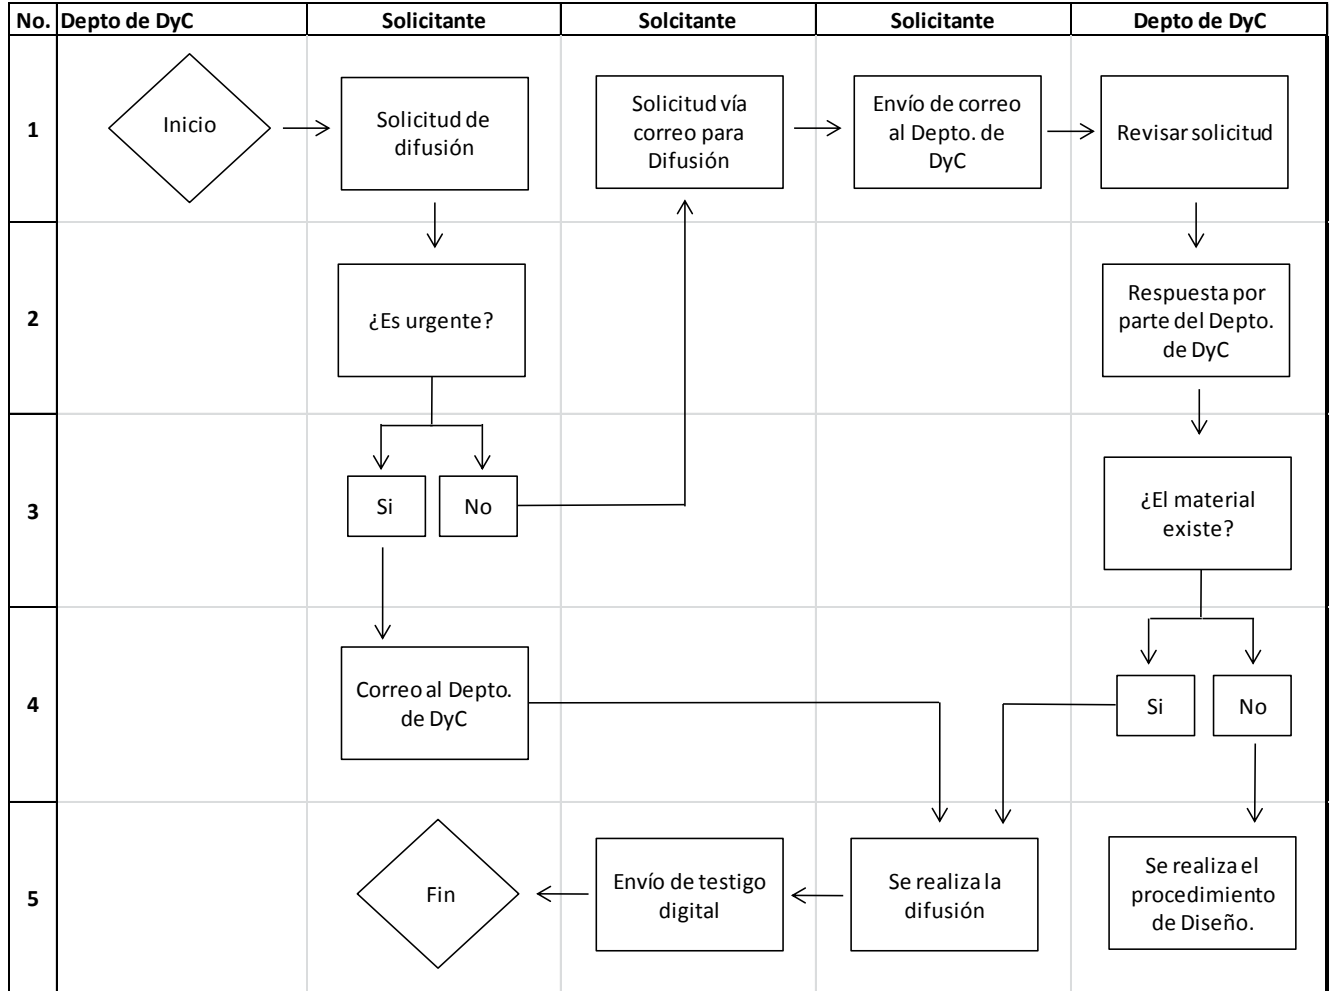 No. Depto de DyC Solicitante Solcitante Solicitante Depto de DyC
1
Inicio
Solicitud de
difusión
Solicitud vía
correo para
Difusión
Envío de correo
al Depto. de
DyC
Revisar solicitud
2
¿Es urgente?
Respuesta por
parte del Depto.
de DyC
3
Si
No
¿El material
existe?
4
Correo al Depto.
de DyC
Si
No
5
Fin
Envío de testigo
digital
Se realiza la
difusión
Se realiza el
procedimiento
de Diseño.